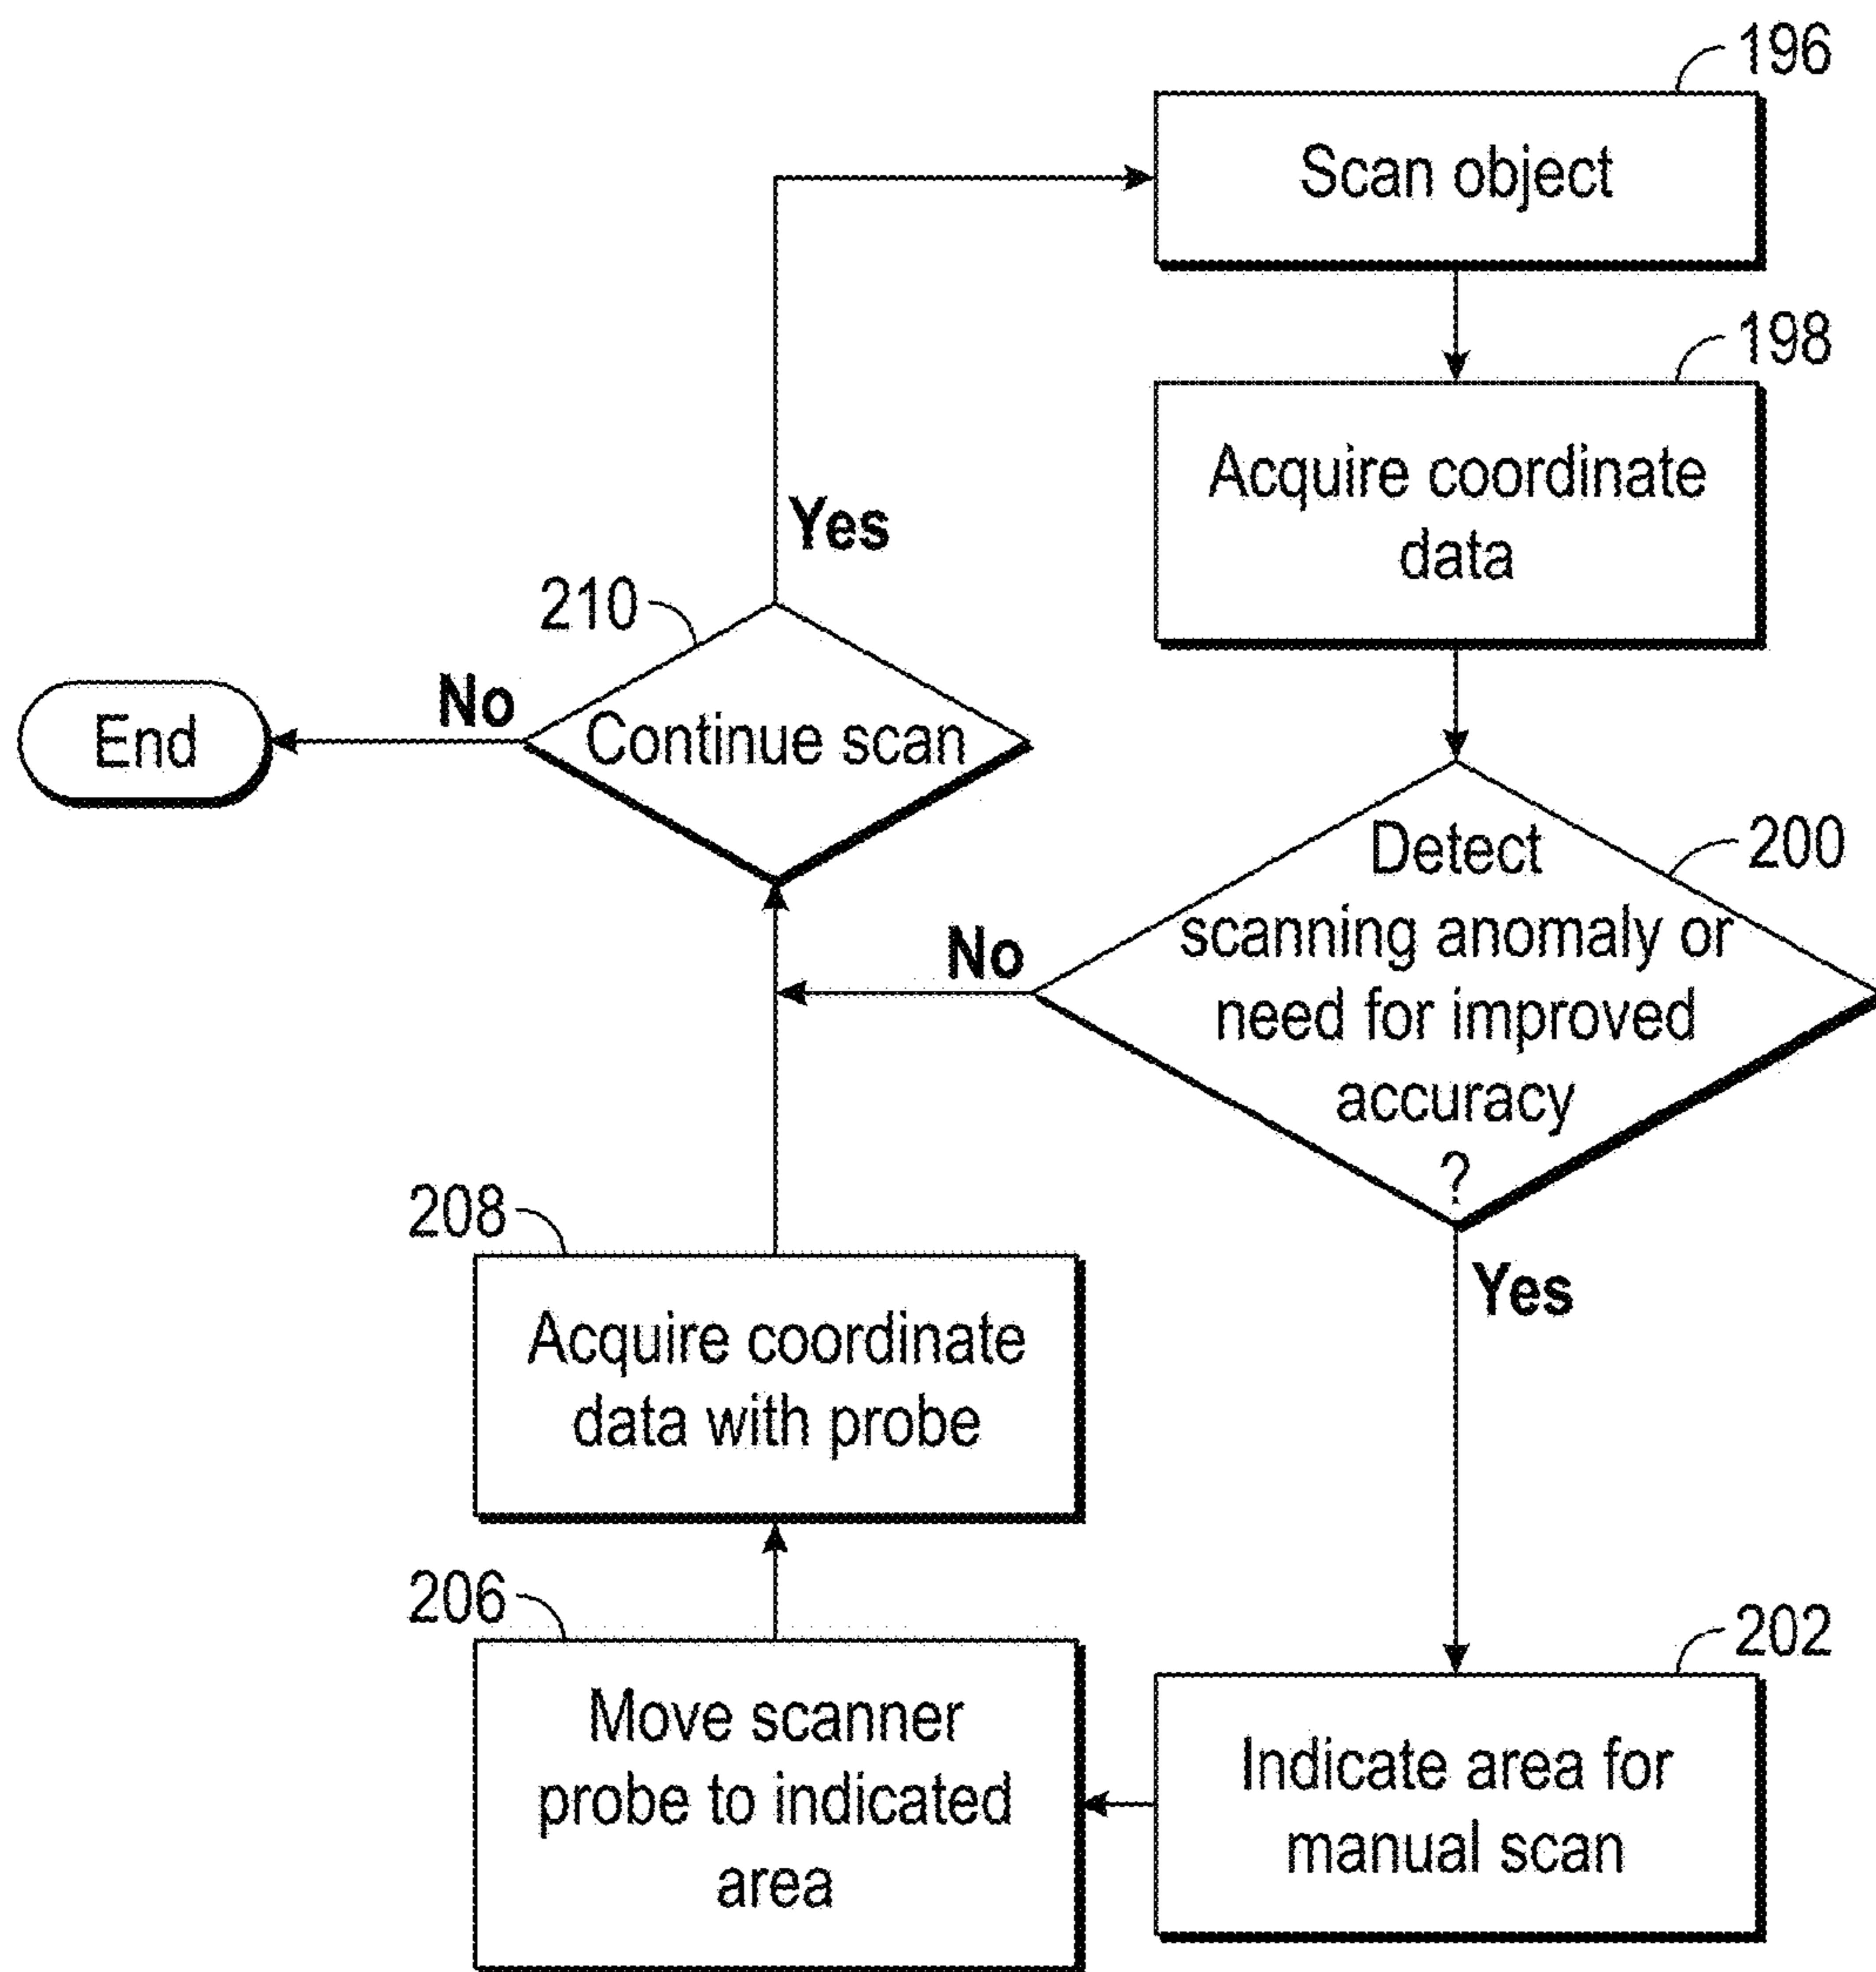 196
Scan object
198
Acquire coordinate
data
Yes
210
Continue scan
No
End
200
Detect
scanning anomaly or
need for improved
accuracy
?
No
Yes
202
Indicate area for
manual scan
206
Move scanner
probe to indicated
area
208
Acquire coordinate
data with probe